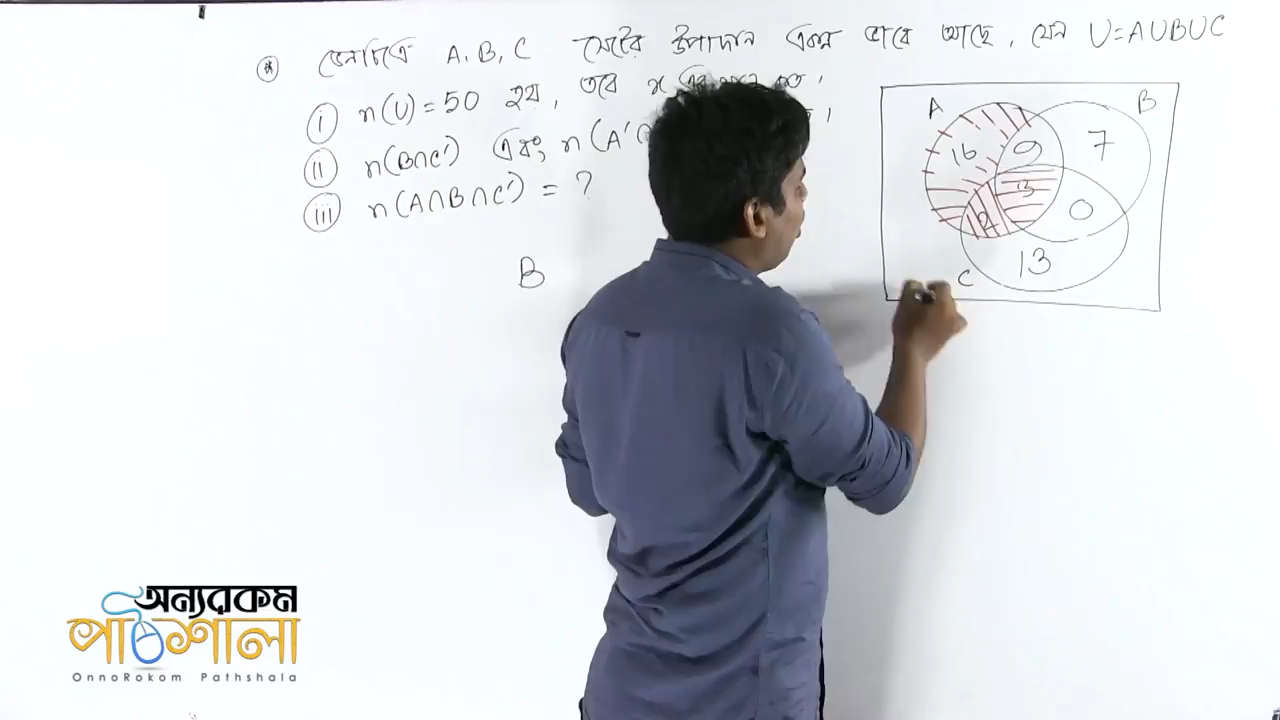 * ভেনচিত্রে A, B, C সেটের উপাদান এমন ভাবে আছে, যেন U=A∪B∪C
i n(U) = 50 হয়, তবে x এর
ii n(B∩C') এবং, n(A'
iii n(A∩B∩C') = ?
B
A
B
C
16
9
7
3
2
0
13
অন্যরকম
পাঠশালা
OnnoRokom Pathshala